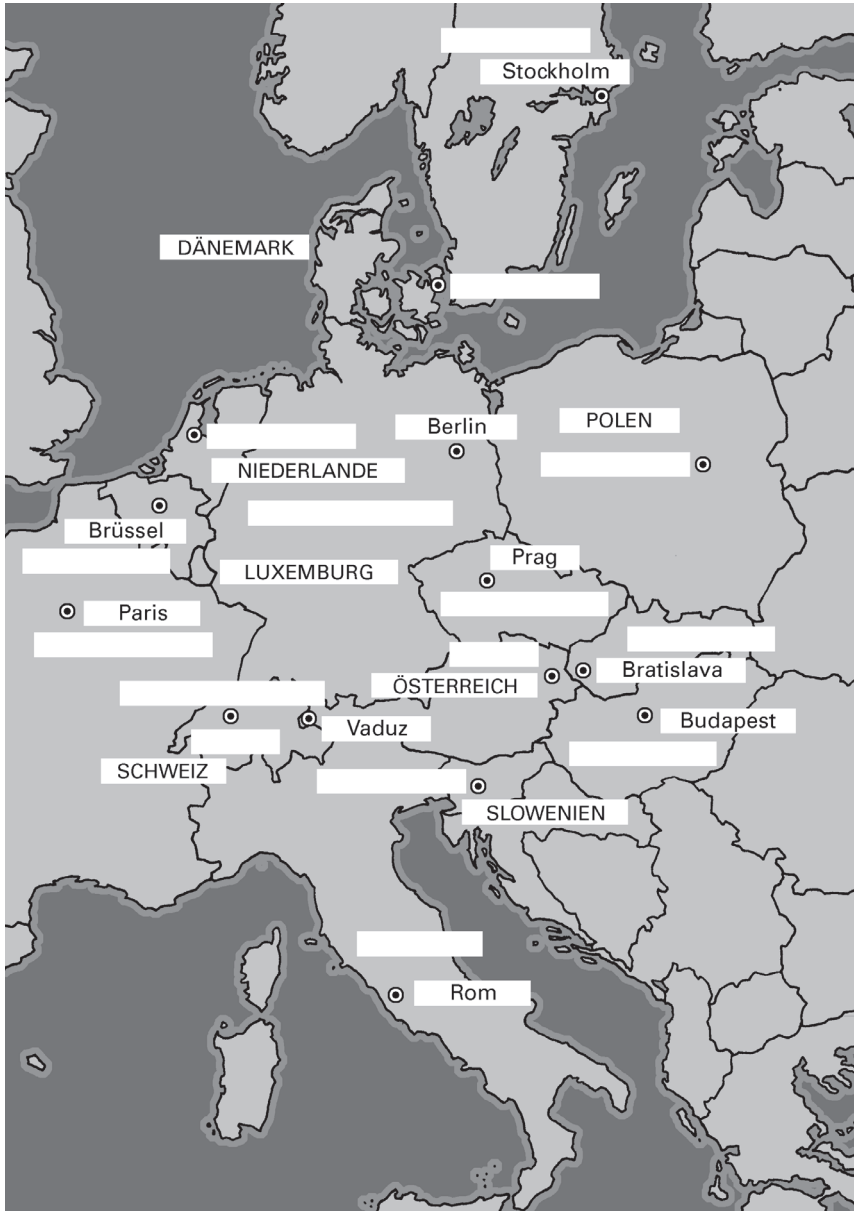 Stockholm
DÄNEMARK
Berlin
POLEN
NIEDERLANDE
Brüssel
Prag
LUXEMBURG
Paris
Bratislava
ÖSTERREICH
Budapest
Vaduz
SCHWEIZ
SLOWENIEN
Rom